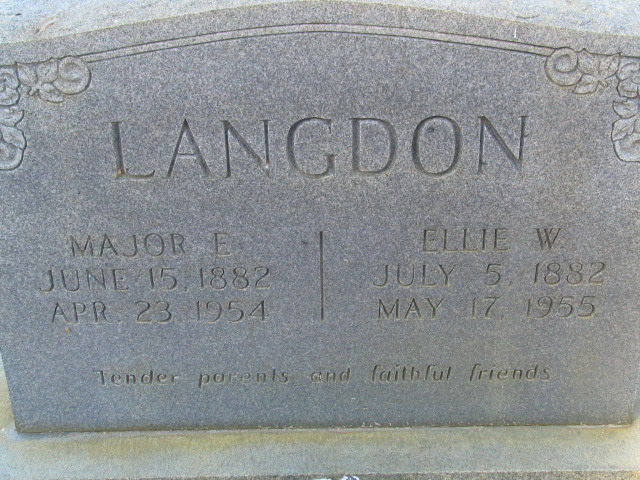 LANGDON
MAJOR E.
JUNE 15, 1882
APR. 23, 1954
ELLIE W.
JULY 5, 1882
MAY 17, 1955
Tender parents and faithful friends